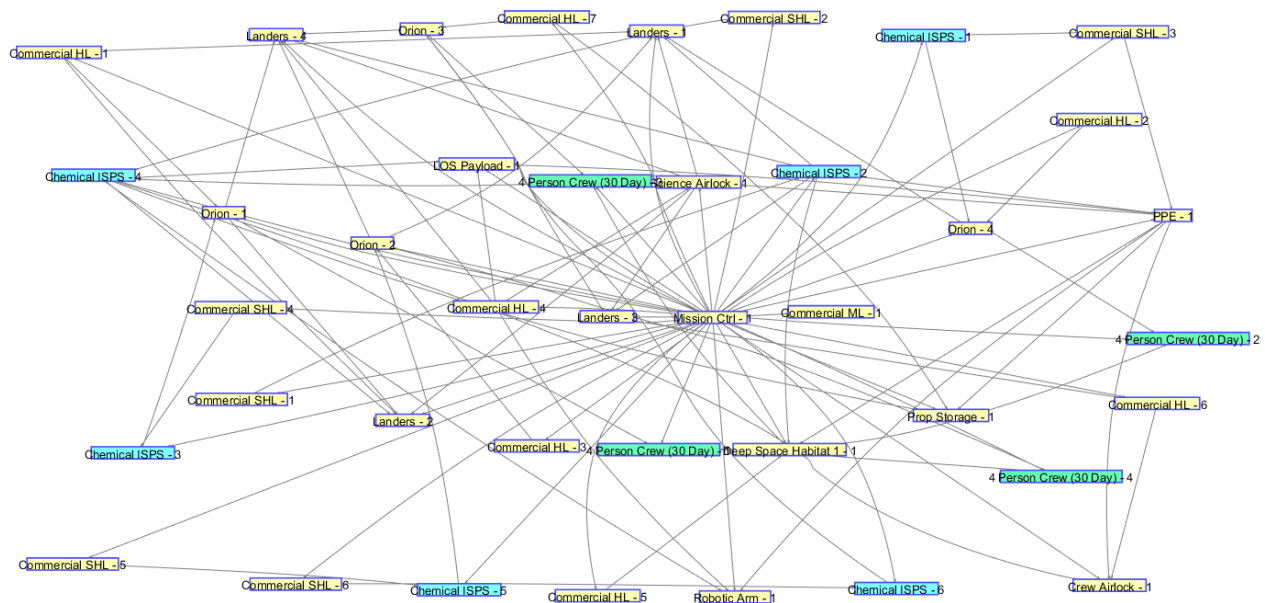 Commercial HL - 7
Commercial SHL - 2
Orion - 3
Landers - 4
Landers - 1
Chemical ISPS - 1
Commercial SHL - 3
Commercial HL - 1
Commercial HL - 2
LOS Payload - 1
Chemical ISPS - 4
4 Person Crew (30 Day) - 3
Science Airlock - 1
Chemical ISPS - 2
Orion - 1
PPE - 1
Orion - 2
Orion - 4
Commercial SHL - 4
Commercial HL - 4
Landers - 3
Mission Ctrl - 1
Commercial ML - 1
4 Person Crew (30 Day) - 2
Commercial SHL - 1
Landers - 2
Prop Storage - 1
Commercial HL - 6
Chemical ISPS - 3
Commercial HL - 3
4 Person Crew (30 Day) -
Deep Space Habitat 1 - 1
4 Person Crew (30 Day) - 4
Commercial SHL - 5
Commercial SHL - 6
Chemical ISPS - 5
Commercial HL - 5
Robotic Arm - 1
Chemical ISPS - 6
Crew Airlock - 1